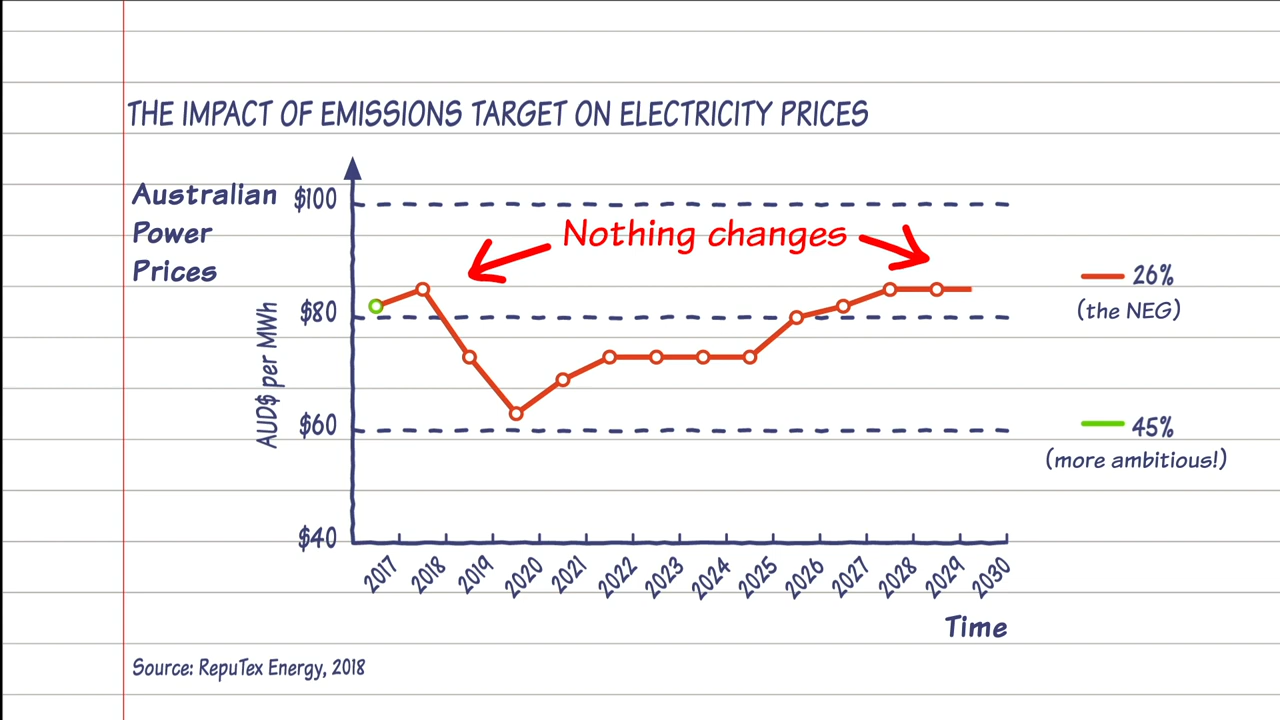 THE IMPACT OF EMISSIONS TARGET ON ELECTRICITY PRICES
Australian
Power
Prices
$100
Nothing changes
26%
(the NEG)
$80
AUD$ per MWh
$60
45%
(more ambitious!)
$40
2017 2018 2019 2020 2021 2022 2023 2024 2025 2026 2027 2028 2029 2030
Time
Source: RepuTex Energy, 2018